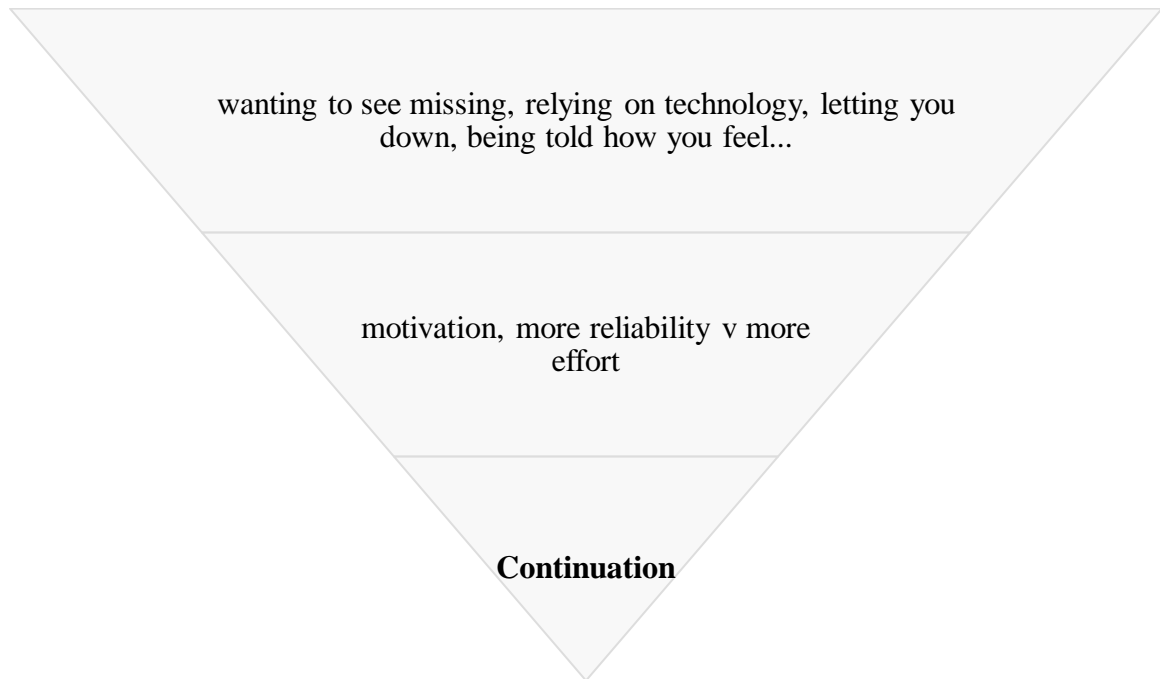 wanting to see missing, relying on technology, letting you
down, being told how you feel...
motivation, more reliability v more
effort
Continuation